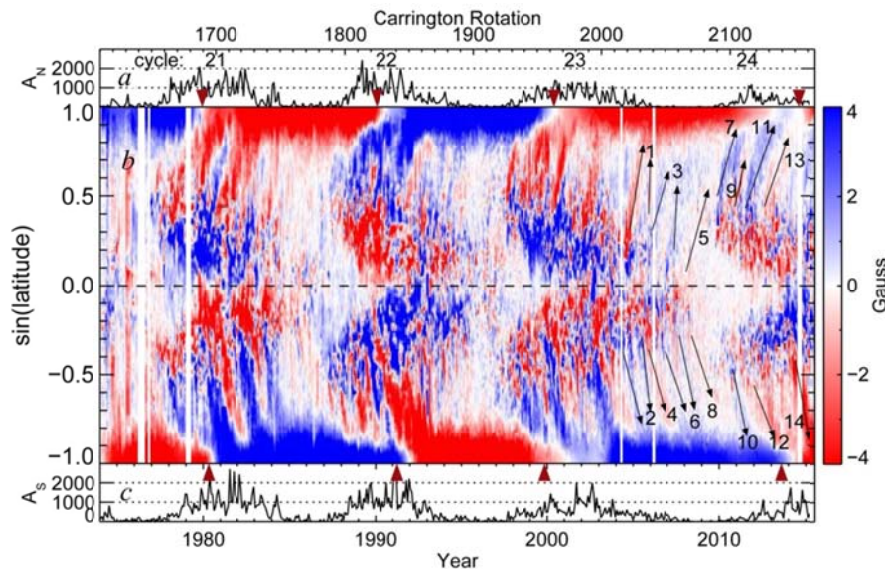 Carrington Rotation
1700 1800 1900 2000 2100
cycle: 21 22 23 24
A_N
2000
1000
0
a
b
sin(latitude)
1.0
0.5
0.0
-0.5
-1.0
1 3 5 7 9 11 13
2 4 6 8 10 12 14
4
2
0
-2
-4
Gauss
A_S
2000
1000
0
c
1980 1990 2000 2010
Year